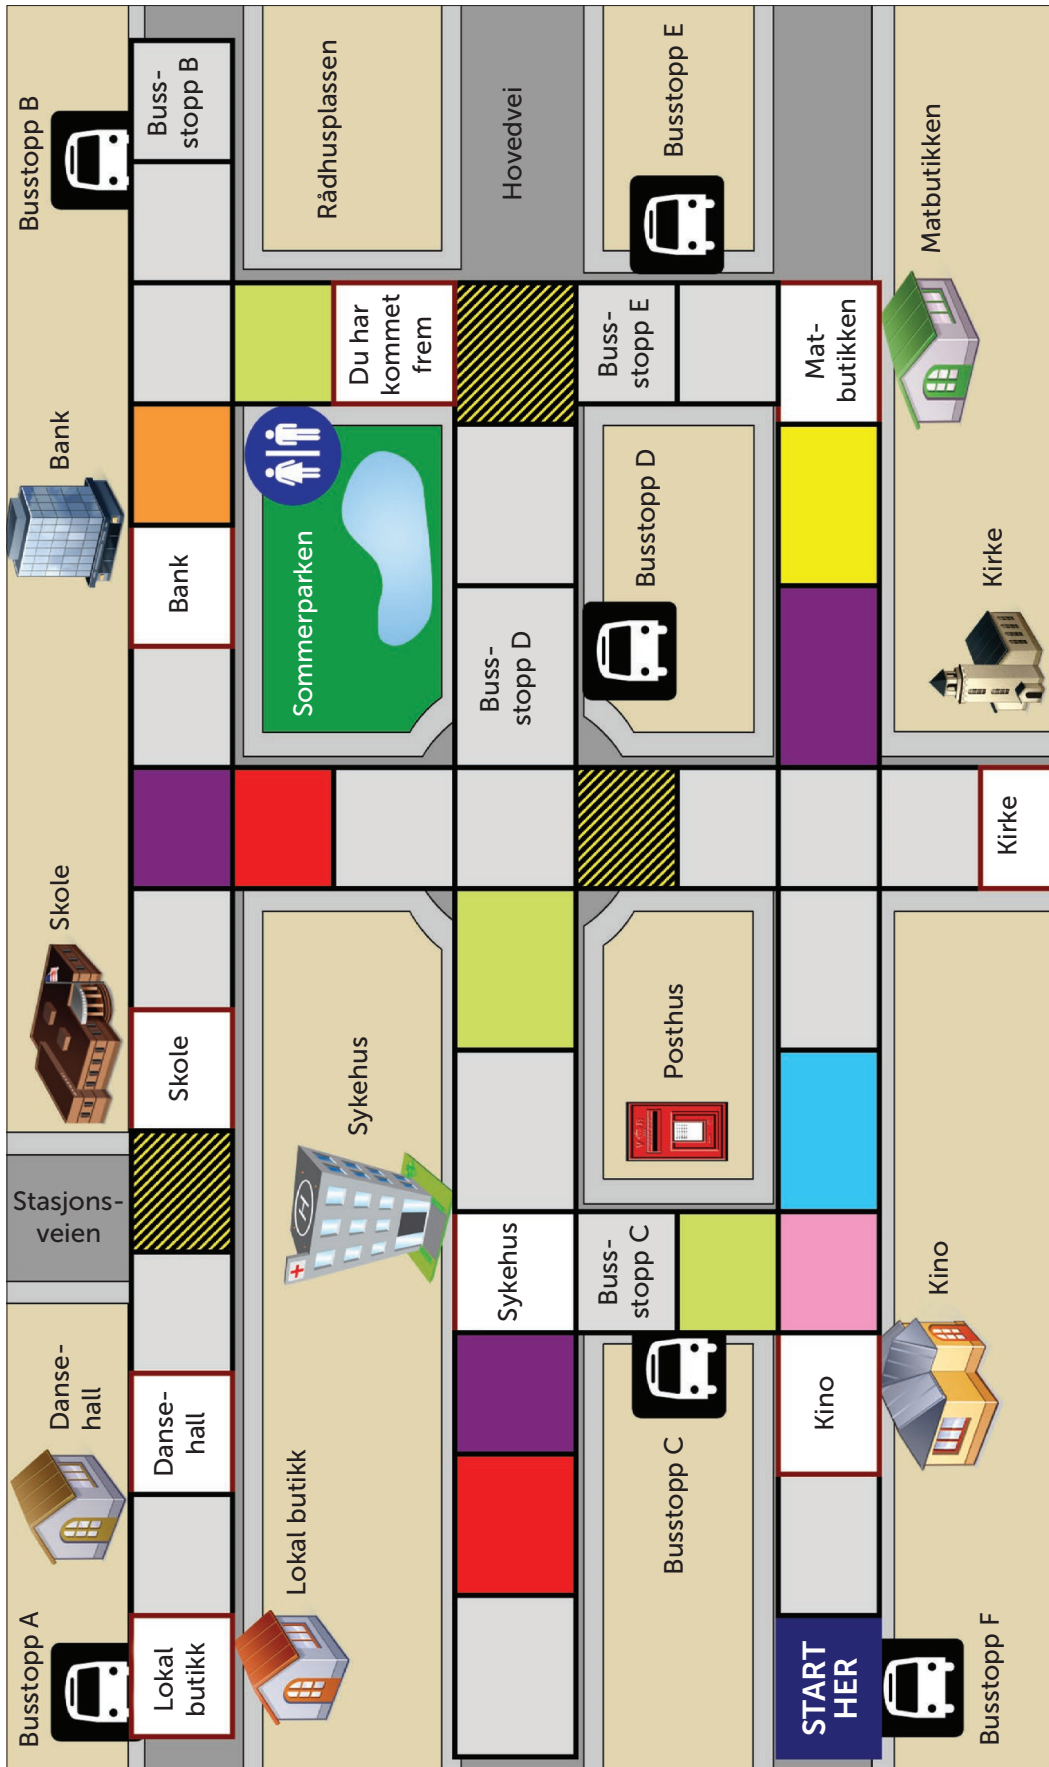 Busstopp A
Danse-
hall
Stasjons-
veien
Skole
Bank
Busstopp B
Lokal
butikk
Danse-
hall
Skole
Bank
Buss-
stopp B
Lokal butikk
Sykehus
H
Sommerparken
Rådhusplassen
Du har
kommet
frem
Sykehus
Buss-
stopp D
Hovedvei
Buss-
stopp C
Buss-
stopp E
Busstopp C
Posthus
Busstopp D
Busstopp E
START
HER
Kino
Mat-
butikken
Busstopp F
Kino
Kirke
Kirke
Matbutikken